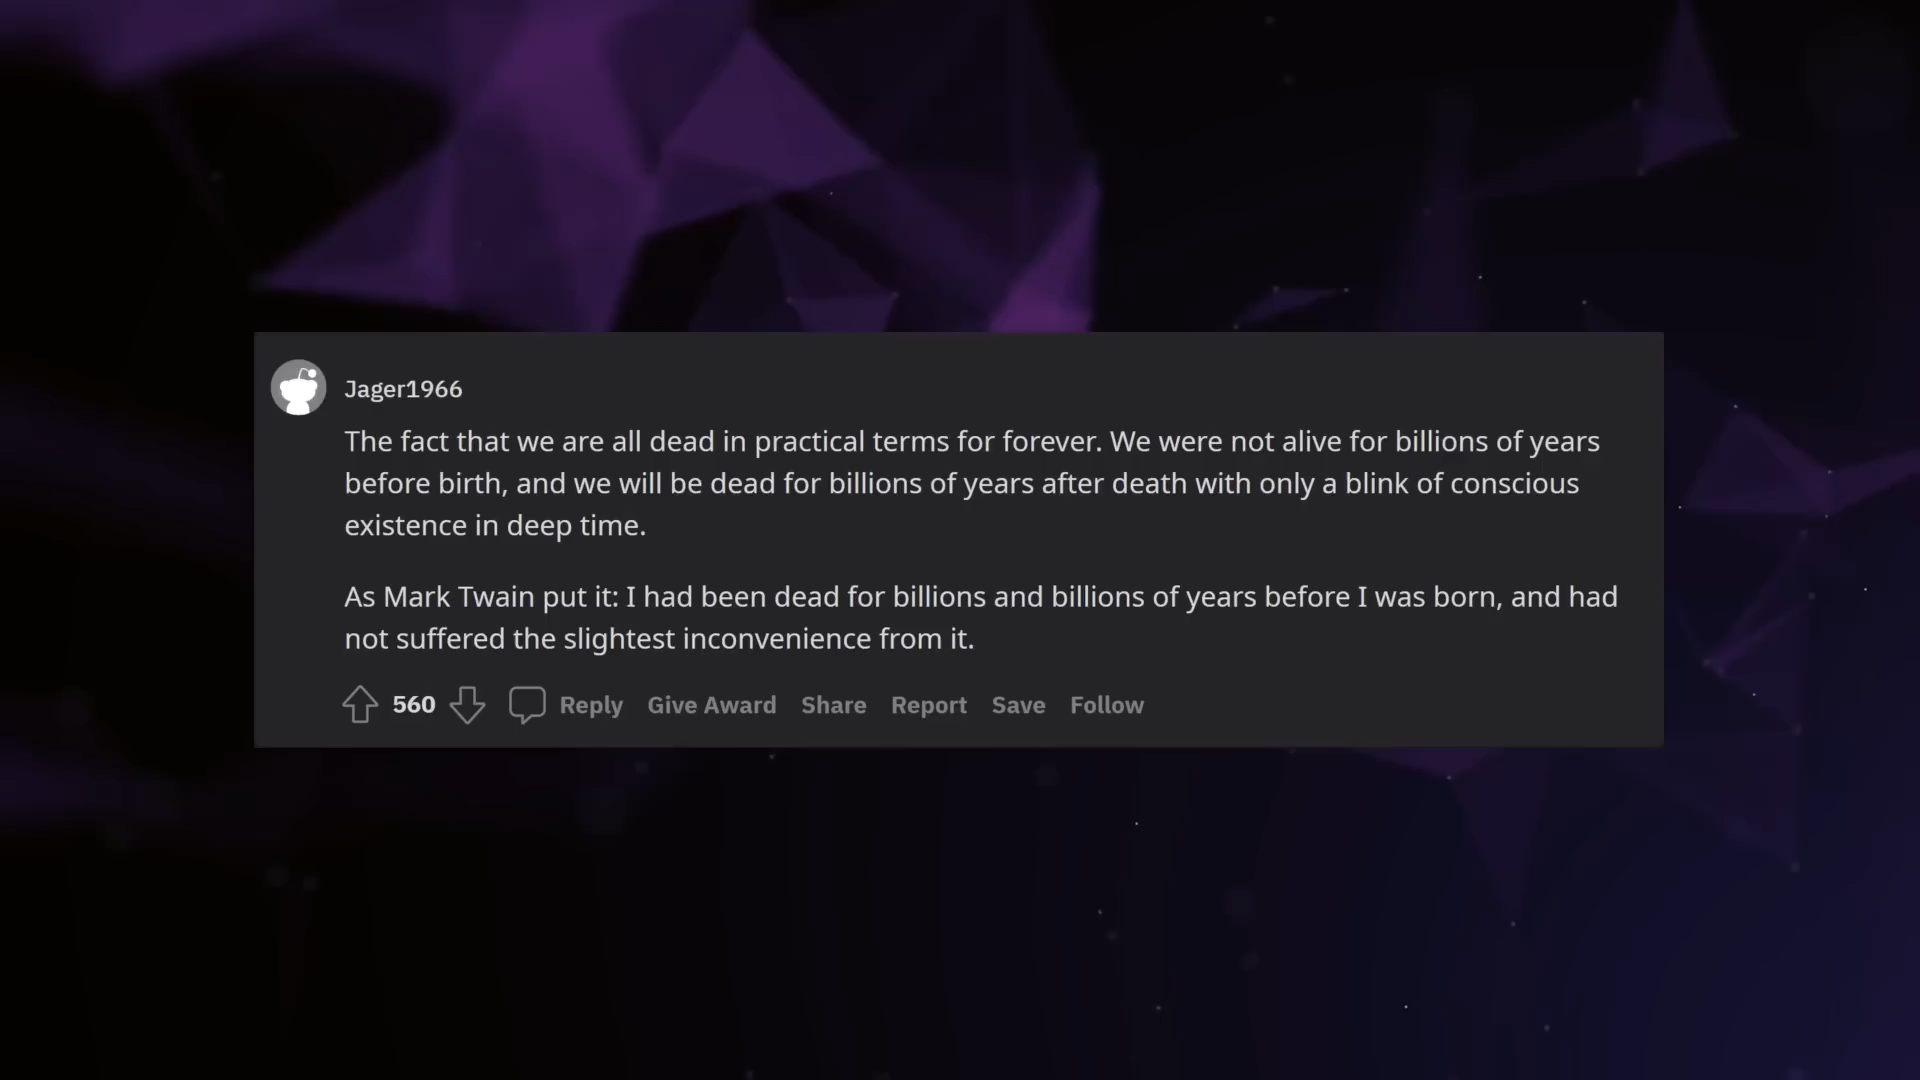 Jager1966
The fact that we are all dead in practical terms for forever. We were not alive for billions of years
before birth, and we will be dead for billions of years after death with only a blink of conscious
existence in deep time.
As Mark Twain put it: I had been dead for billions and billions of years before I was born, and had
not suffered the slightest inconvenience from it.
560 Reply Give Award Share Report Save Follow